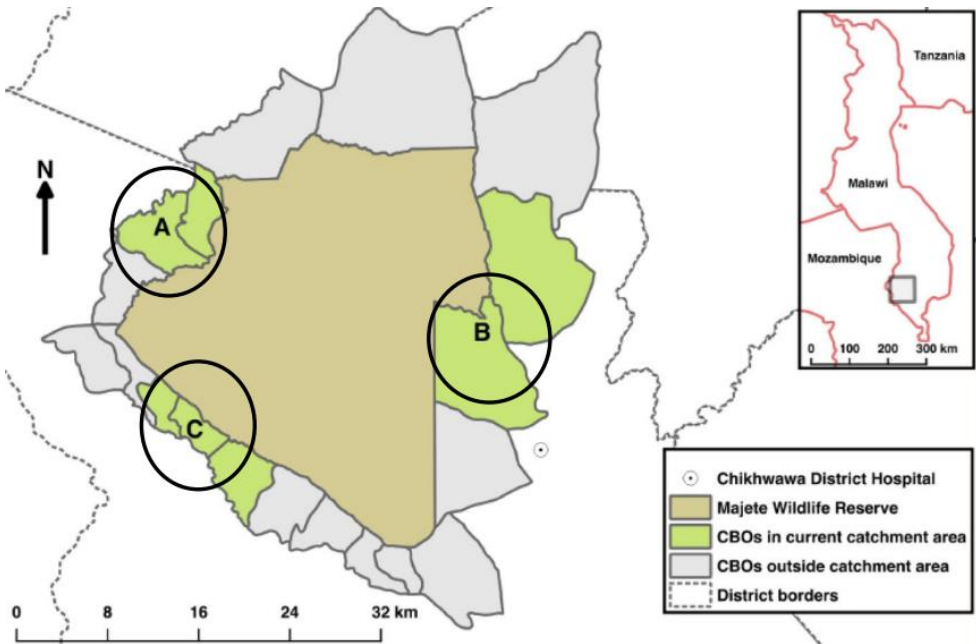 N
A
B
C
0 8 16 24 32 km
Tanzania
Malawi
Mozambique
0 100 200 300 km
Chikhwawa District Hospital
Majete Wildlife Reserve
CBOs in current catchment area
CBOs outside catchment area
District borders